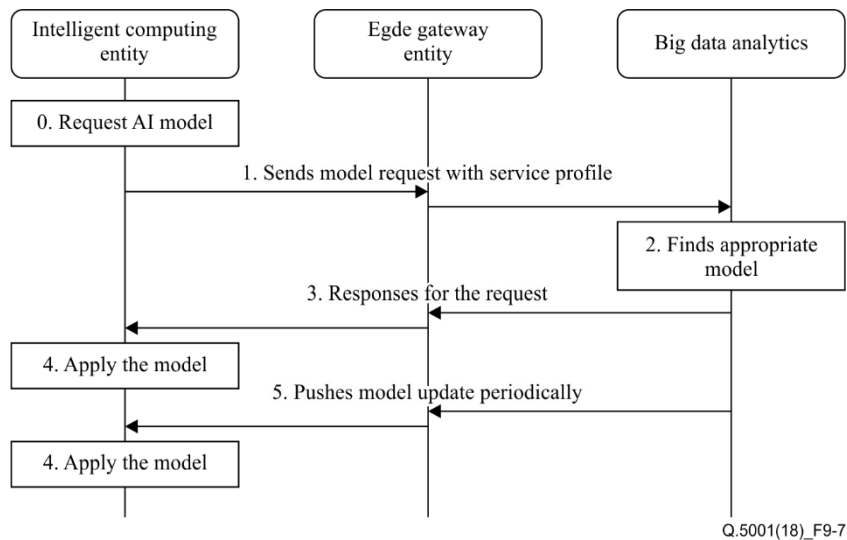 Intelligent computing
entity
Egde gateway
entity
Big data analytics
0. Request AI model
1. Sends model request with service profile
2. Finds appropriate
model
3. Responses for the request
4. Apply the model
5. Pushes model update periodically
4. Apply the model
Q.5001(18)_F9-7